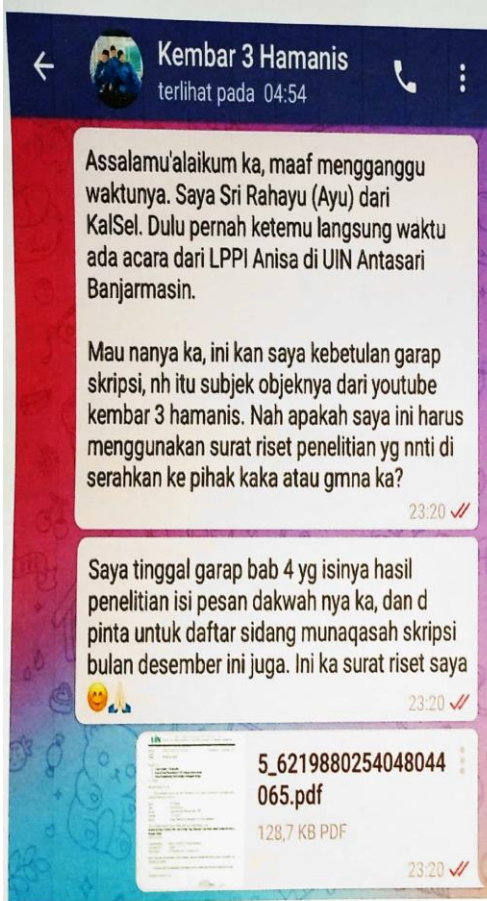 Kembar 3 Hamanis
terlihat pada 04:54
Assalamu'alaikum ka, maaf mengganggu
waktunya. Saya Sri Rahayu (Ayu) dari
KalSel. Dulu pernah ketemu langsung waktu
ada acara dari LPPI Anisa di UIN Antasari
Banjarmasin.
Mau nanya ka, ini kan saya kebetulan garap
skripsi, nh itu subjek objeknya dari youtube
kembar 3 hamanis. Nah apakah saya ini harus
menggunakan surat riset penelitian yg nnti di
serahkan ke pihak kaka atau gmna ka?
23:20
Saya tinggal garap bab 4 yg isinya hasil
penelitian isi pesan dakwah nya ka, dan d
pinta untuk daftar sidang munaqasah skripsi
bulan desember ini juga. Ini ka surat riset saya
😊🙏🏻
23:20
UIN
5_6219880254048044
065.pdf
128,7 KB PDF
23:20